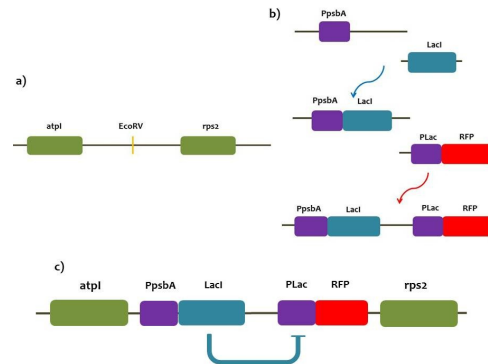 b)
PpsbA
LacI
a)
atpI EcoRV rps2
PpsbA LacI
PLac RFP
PpsbA LacI PLac RFP
c)
atpI PpsbA LacI PLac RFP rps2